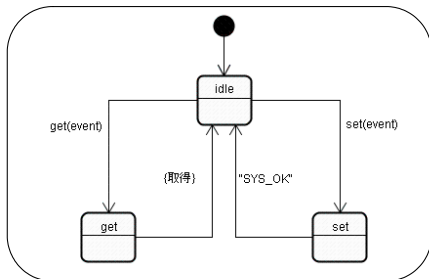 idle
get(event)
set(event)
{取得}
"SYS_OK"
get
set